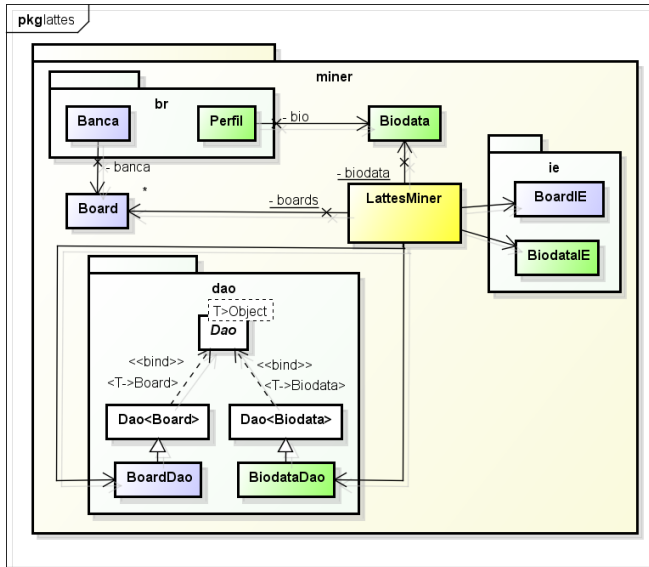 pkg lattes
miner
br
Banca
Perfil
- bio
Biodata
- banca
- biodata
ie
*
Board
- boards
LattesMiner
BoardIE
BiodataIE
dao
T>Object
Dao
<<bind>>
<<bind>>
<T->Board>
<T->Biodata>
Dao<Board>
Dao<Biodata>
BoardDao
BiodataDao